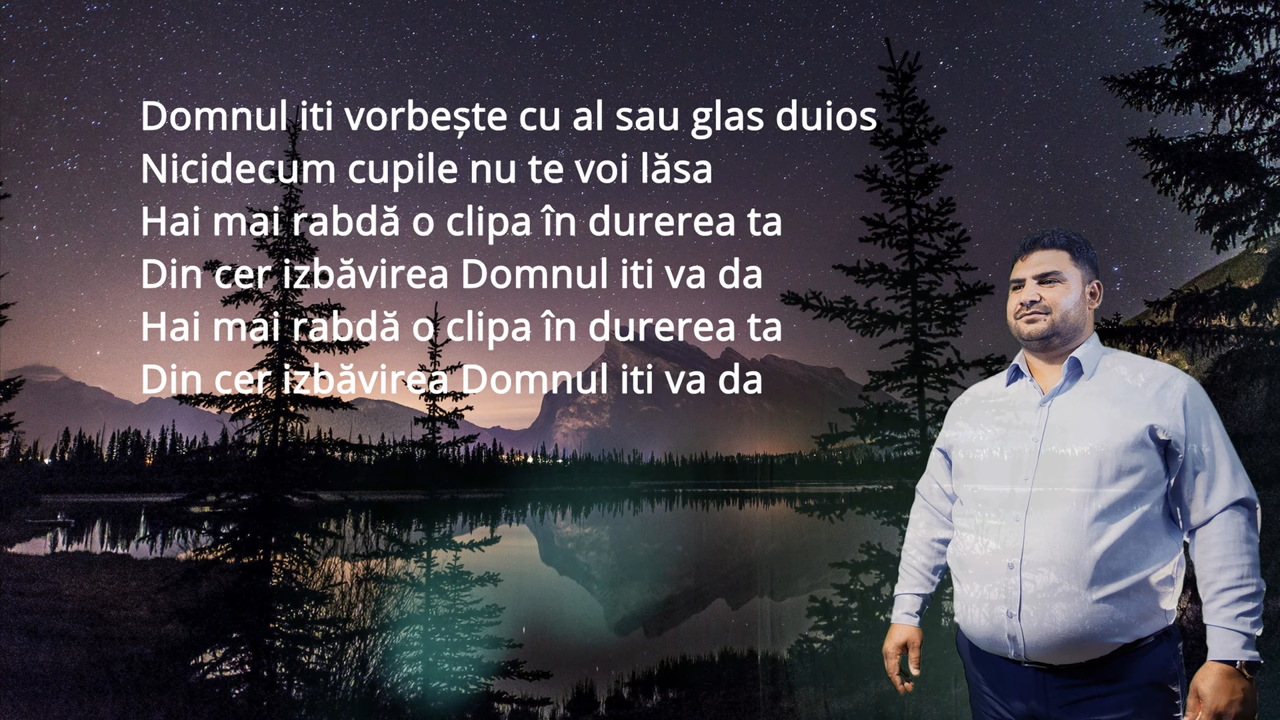 Domnul iti vorbește cu al sau glas duios
Nicidecum cupile nu te voi lăsa
Hai mai rabdă o clipa în durerea ta
Din cer izbăvirea Domnul iti va da
Hai mai rabdă o clipa în durerea ta
Din cer izbăvirea Domnul iti va da